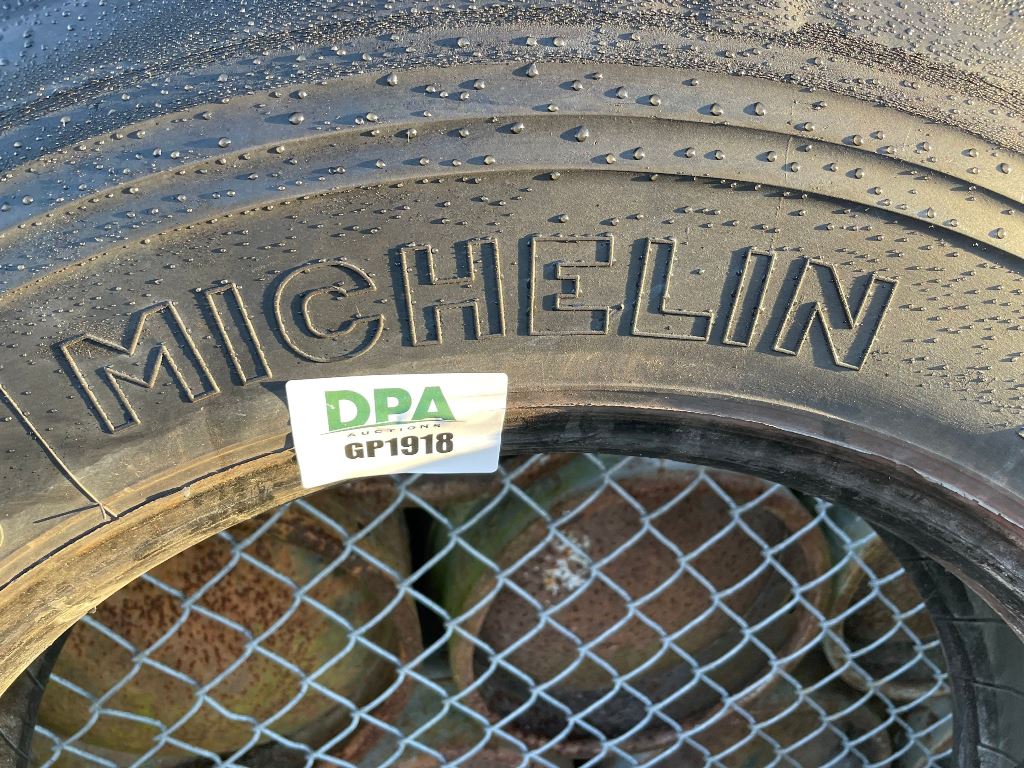 MICHELIN
DPA
AUCTIONS
GP1918